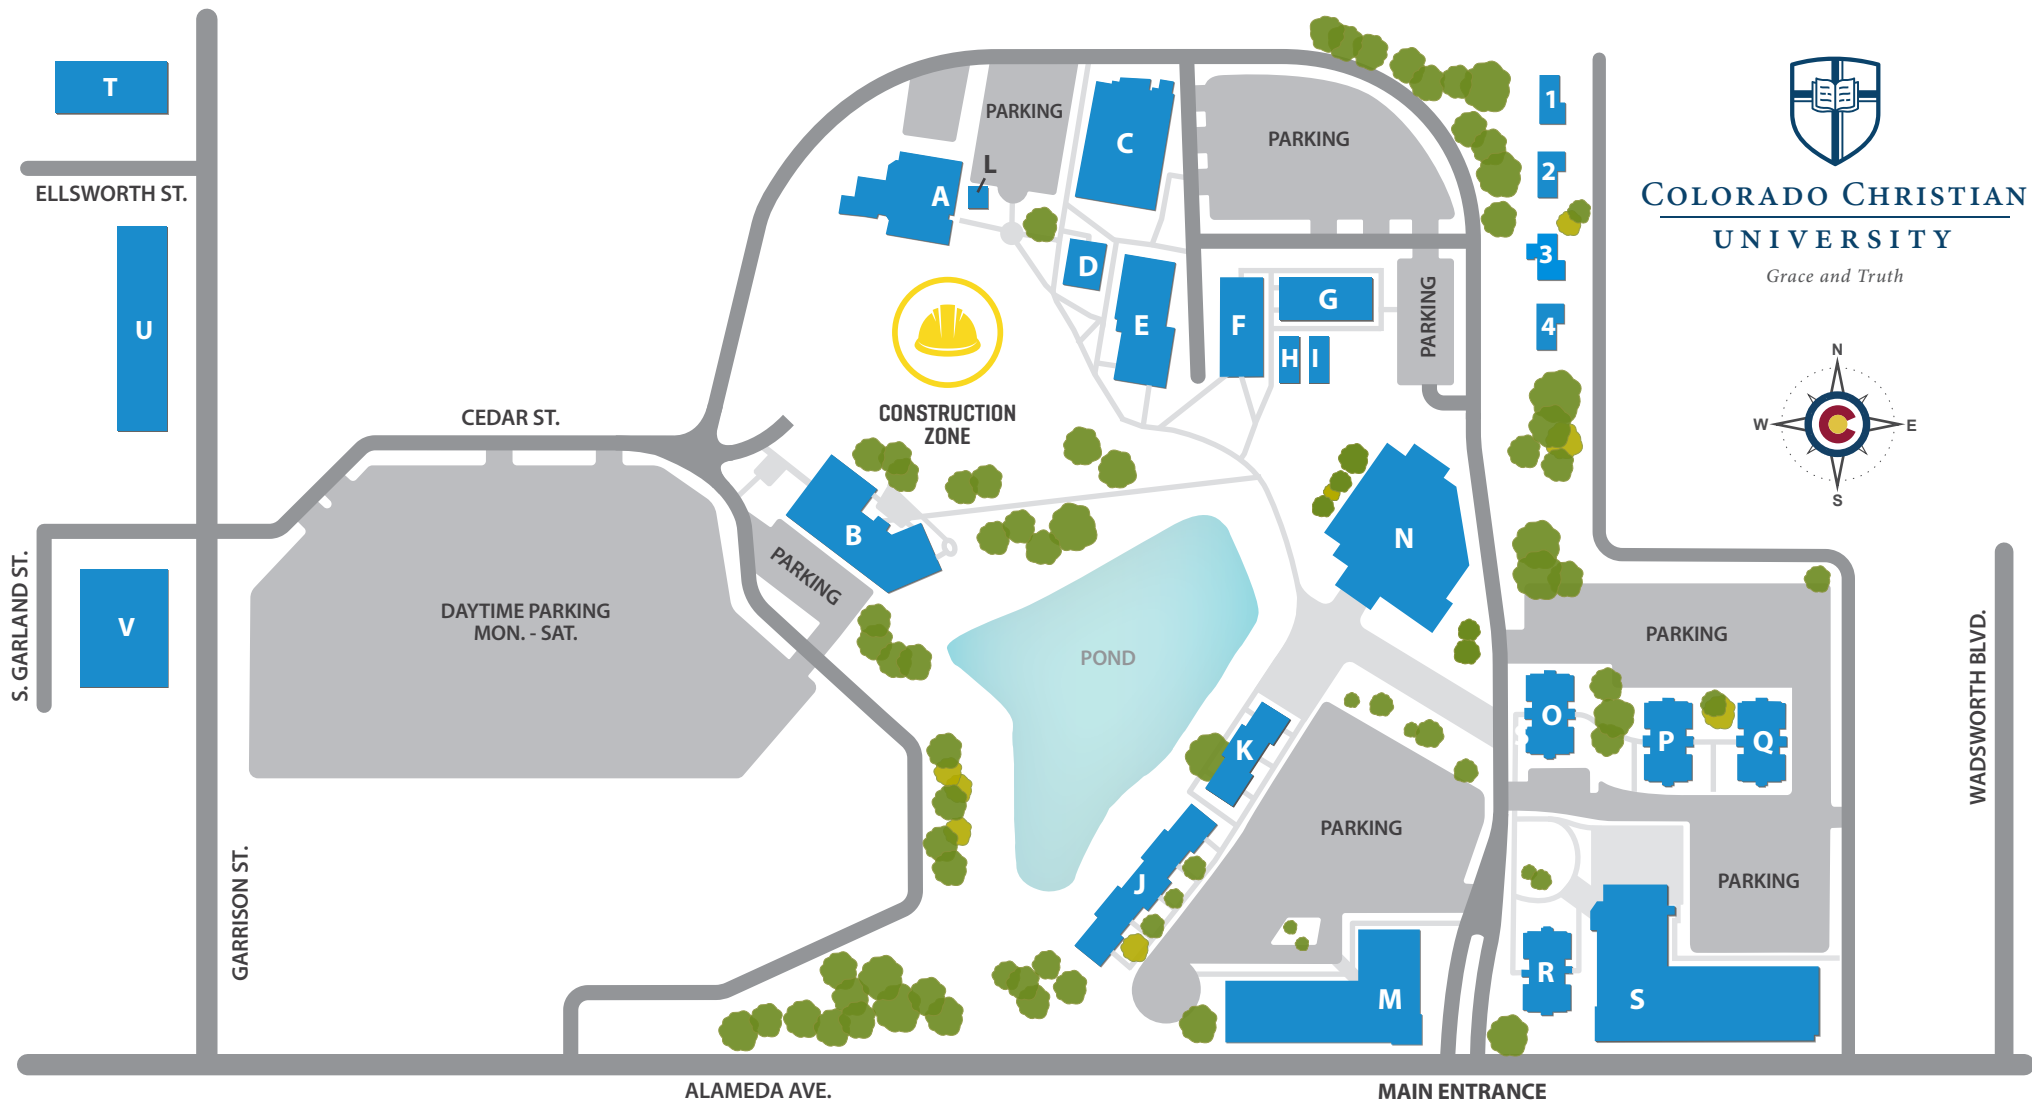 T
ELLSWORTH ST.
U
CEDAR ST.
S. GARLAND ST.
V
GARRISON ST.
DAYTIME PARKING
MON. - SAT.
PARKING
L
A
C
PARKING
D
E
F
G
H
I
PARKING
CONSTRUCTION
ZONE
B
PARKING
POND
N
K
J
PARKING
M
1
2
3
4
COLORADO CHRISTIAN
UNIVERSITY
Grace and Truth
N
W
E
S
C
PARKING
O
P
Q
PARKING
R
S
WADSWORTH BLVD.
ALAMEDA AVE.
MAIN ENTRANCE